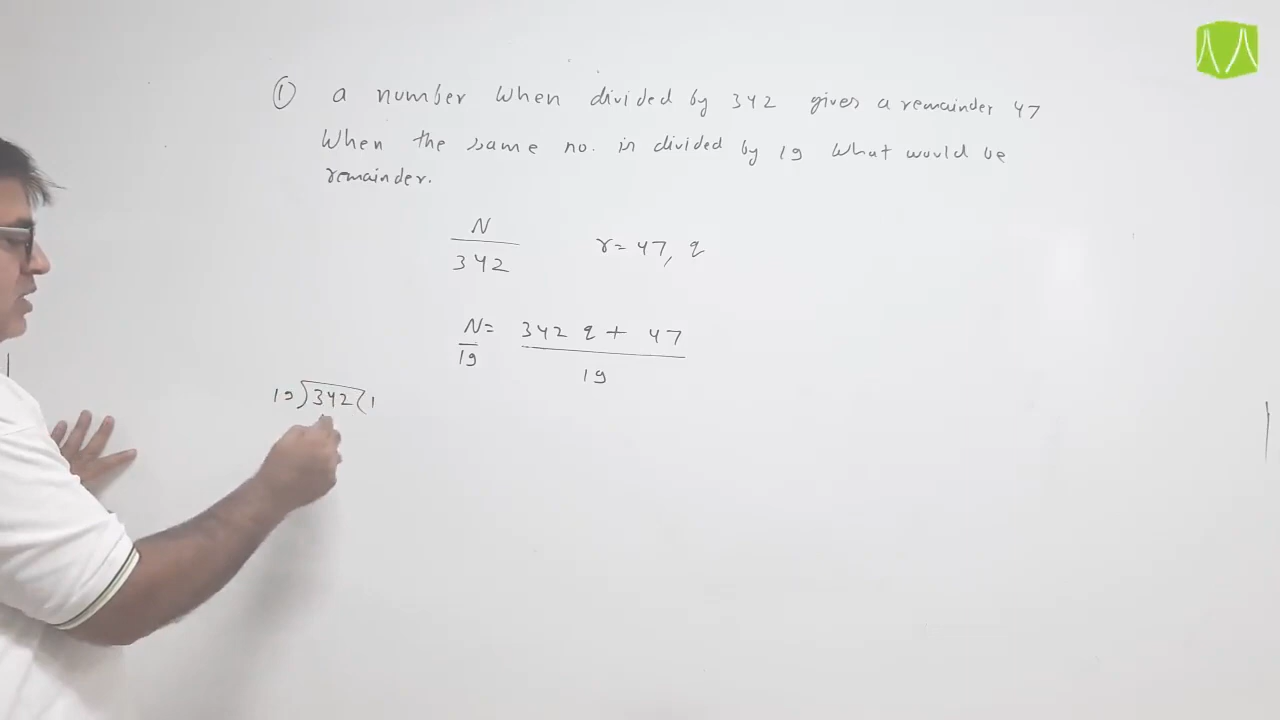 ① a number when divided by 342 gives a remainder 47
When the same no. is divided by 19 What would be
remainder.
N
342
r= 47, q
N= 342 q + 47
19 19
19)342(1